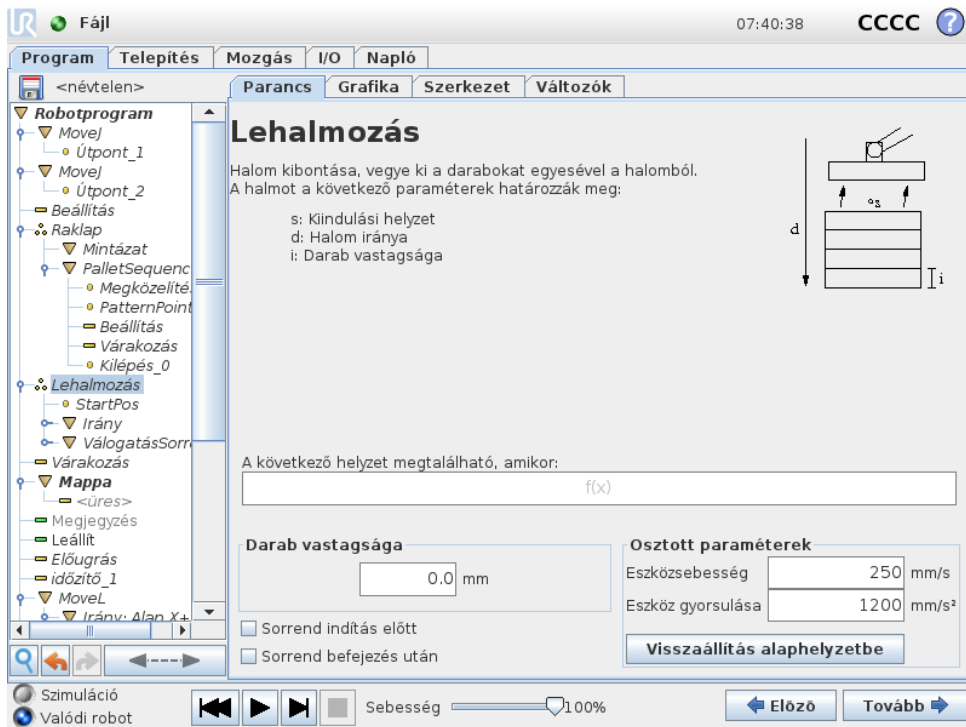 Fájl 07:40:38 CCCC ?
Program Telepítés Mozgás I/O Napló
<névtelen>
Parancs Grafika Szerkezet Változók
Robotprogram
MoveJ
Útpont_1
MoveJ
Útpont_2
Beállítás
Raklap
Mintázat
PalletSequenc
Megközelíté
PatternPoint
Beállítás
Várakozás
Kilépés_0
Lehalmozás
StartPos
Irány
VálogatásSorr
Várakozás
Mappa
<üres>
Megjegyzés
Leállít
Előugrás
időzítő_1
MoveL
Irány: Alap X+
Lehalmozás
Halom kibontása, vegye ki a darabokat egyesével a halomból.
A halmot a következő paraméterek határozzák meg:
s: Kiindulási helyzet
d: Halom iránya
i: Darab vastagsága
s
d
i
A következő helyzet megtalálható, amikor:
f(x)
Darab vastagsága
0.0 mm
Sorrend indítás előtt
Sorrend befejezés után
Osztott paraméterek
Eszközsebesség 250 mm/s
Eszköz gyorsulása 1200 mm/s²
Visszaállítás alaphelyzetbe
Szimuláció
Valódi robot
Sebesség 100%
Előző
Tovább